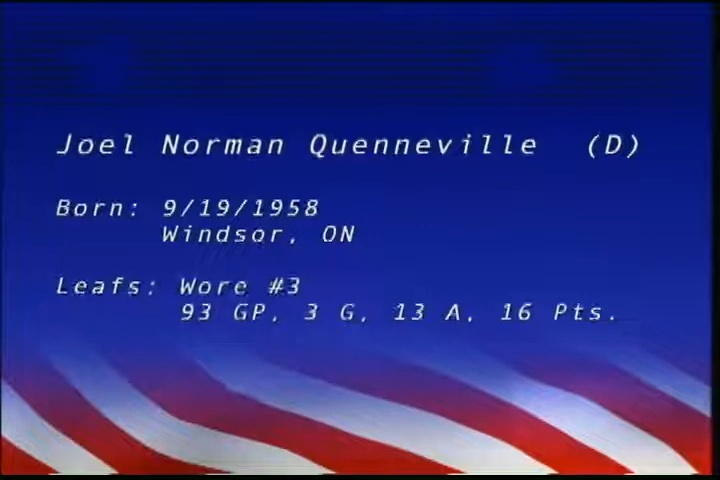 Joel Norman Quenneville (D)
Born: 9/19/1958
Windsor, ON
Leafs: Wore #3
93 GP, 3 G, 13 A, 16 Pts.